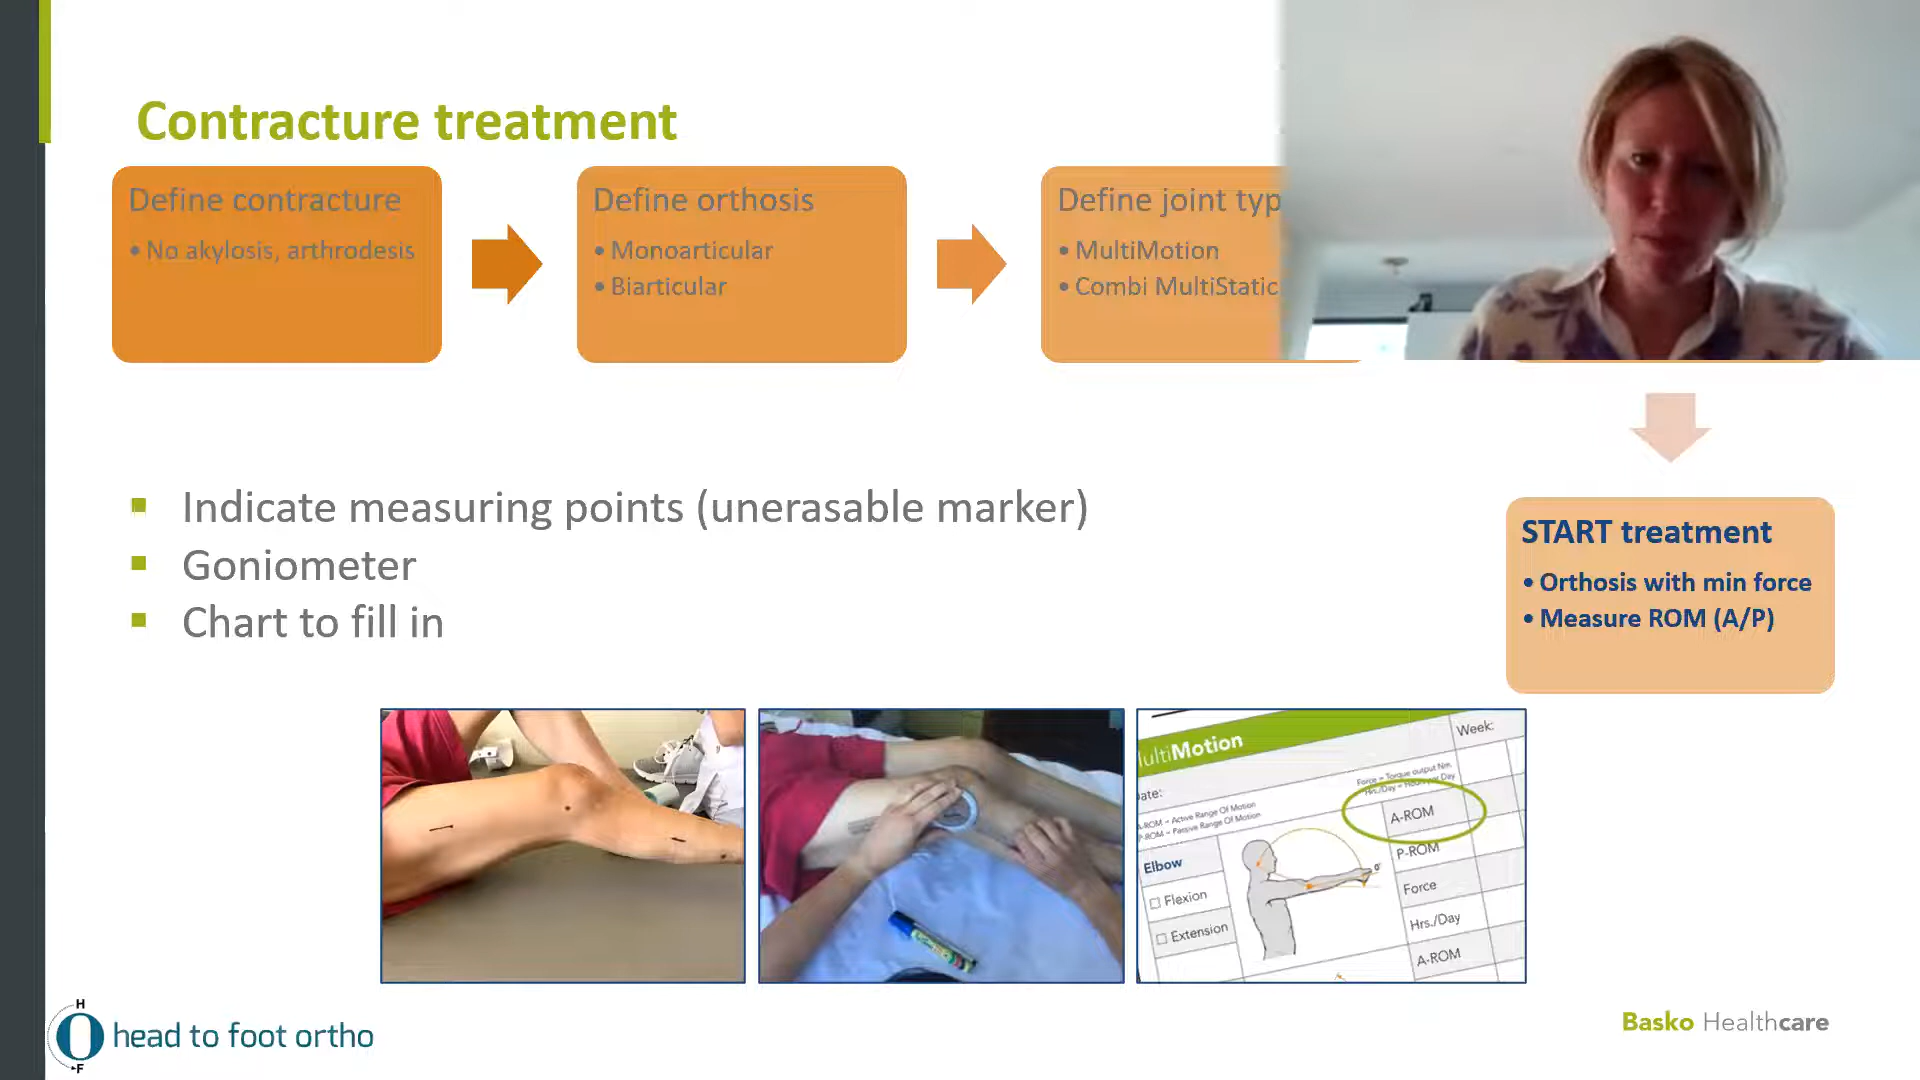 Contracture treatment
Define contracture
• No akylosis, arthrodesis
Define orthosis
• Monoarticular
• Biarticular
Define joint typ
• MultiMotion
• Combi MultiStatic
▪ Indicate measuring points (unerasable marker)
▪ Goniometer
▪ Chart to fill in
START treatment
• Orthosis with min force
• Measure ROM (A/P)
ultiMotion
Week:
ate:
Force = Torque output Nm.
Hrs./Day = Hours per Day
A-ROM = Active Range Of Motion
P-ROM = Passive Range Of Motion
A-ROM
P-ROM
Elbow
Flexion
Extension
0°
Force
Hrs./Day
A-ROM
H
F
head to foot ortho
Basko Healthcare